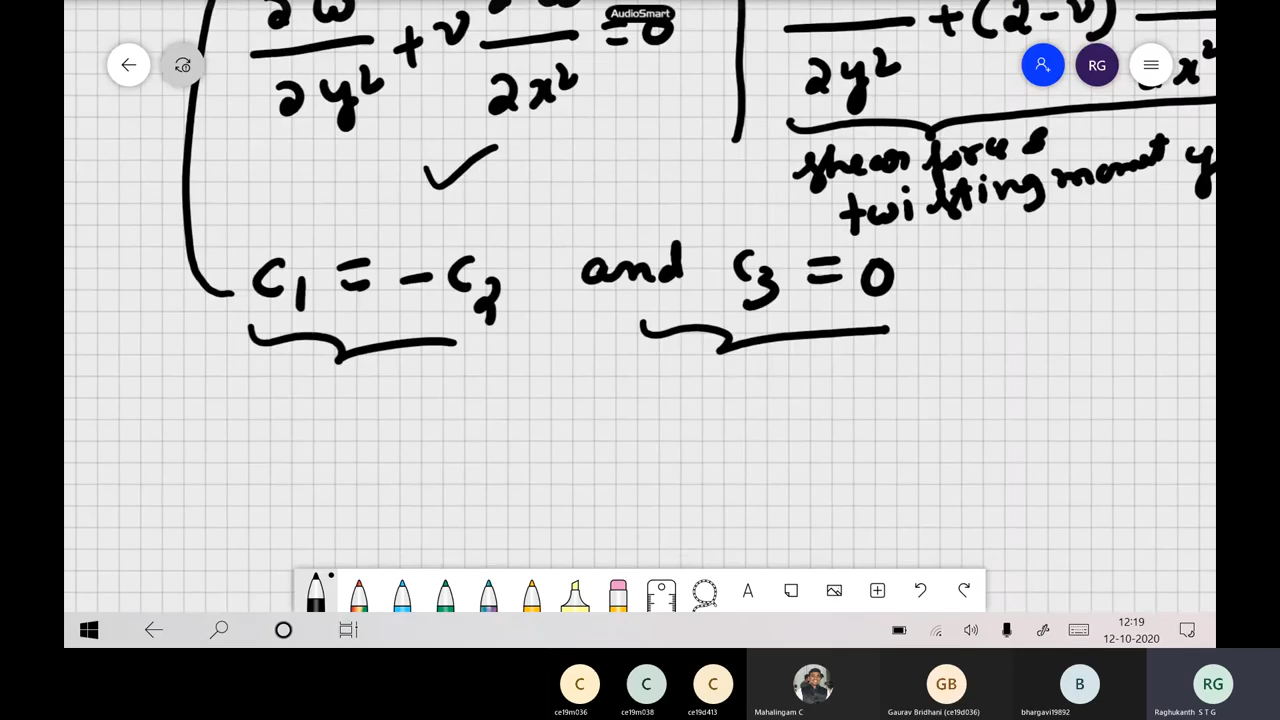 AudioSmart
∂ω/∂y² + ν /∂x² = 0
/∂y² + (2-ν) x²
RG
shear force &
twisting moment
C₁ = -C₂ and C₃ = 0
A
12:19
12-10-2020
C C C GB B RG
ce19m036 ce19m038 ce19d413 Mahalingam C Gaurav Bridhani (ce19d036) bhargavi19892 Raghukanth S T G